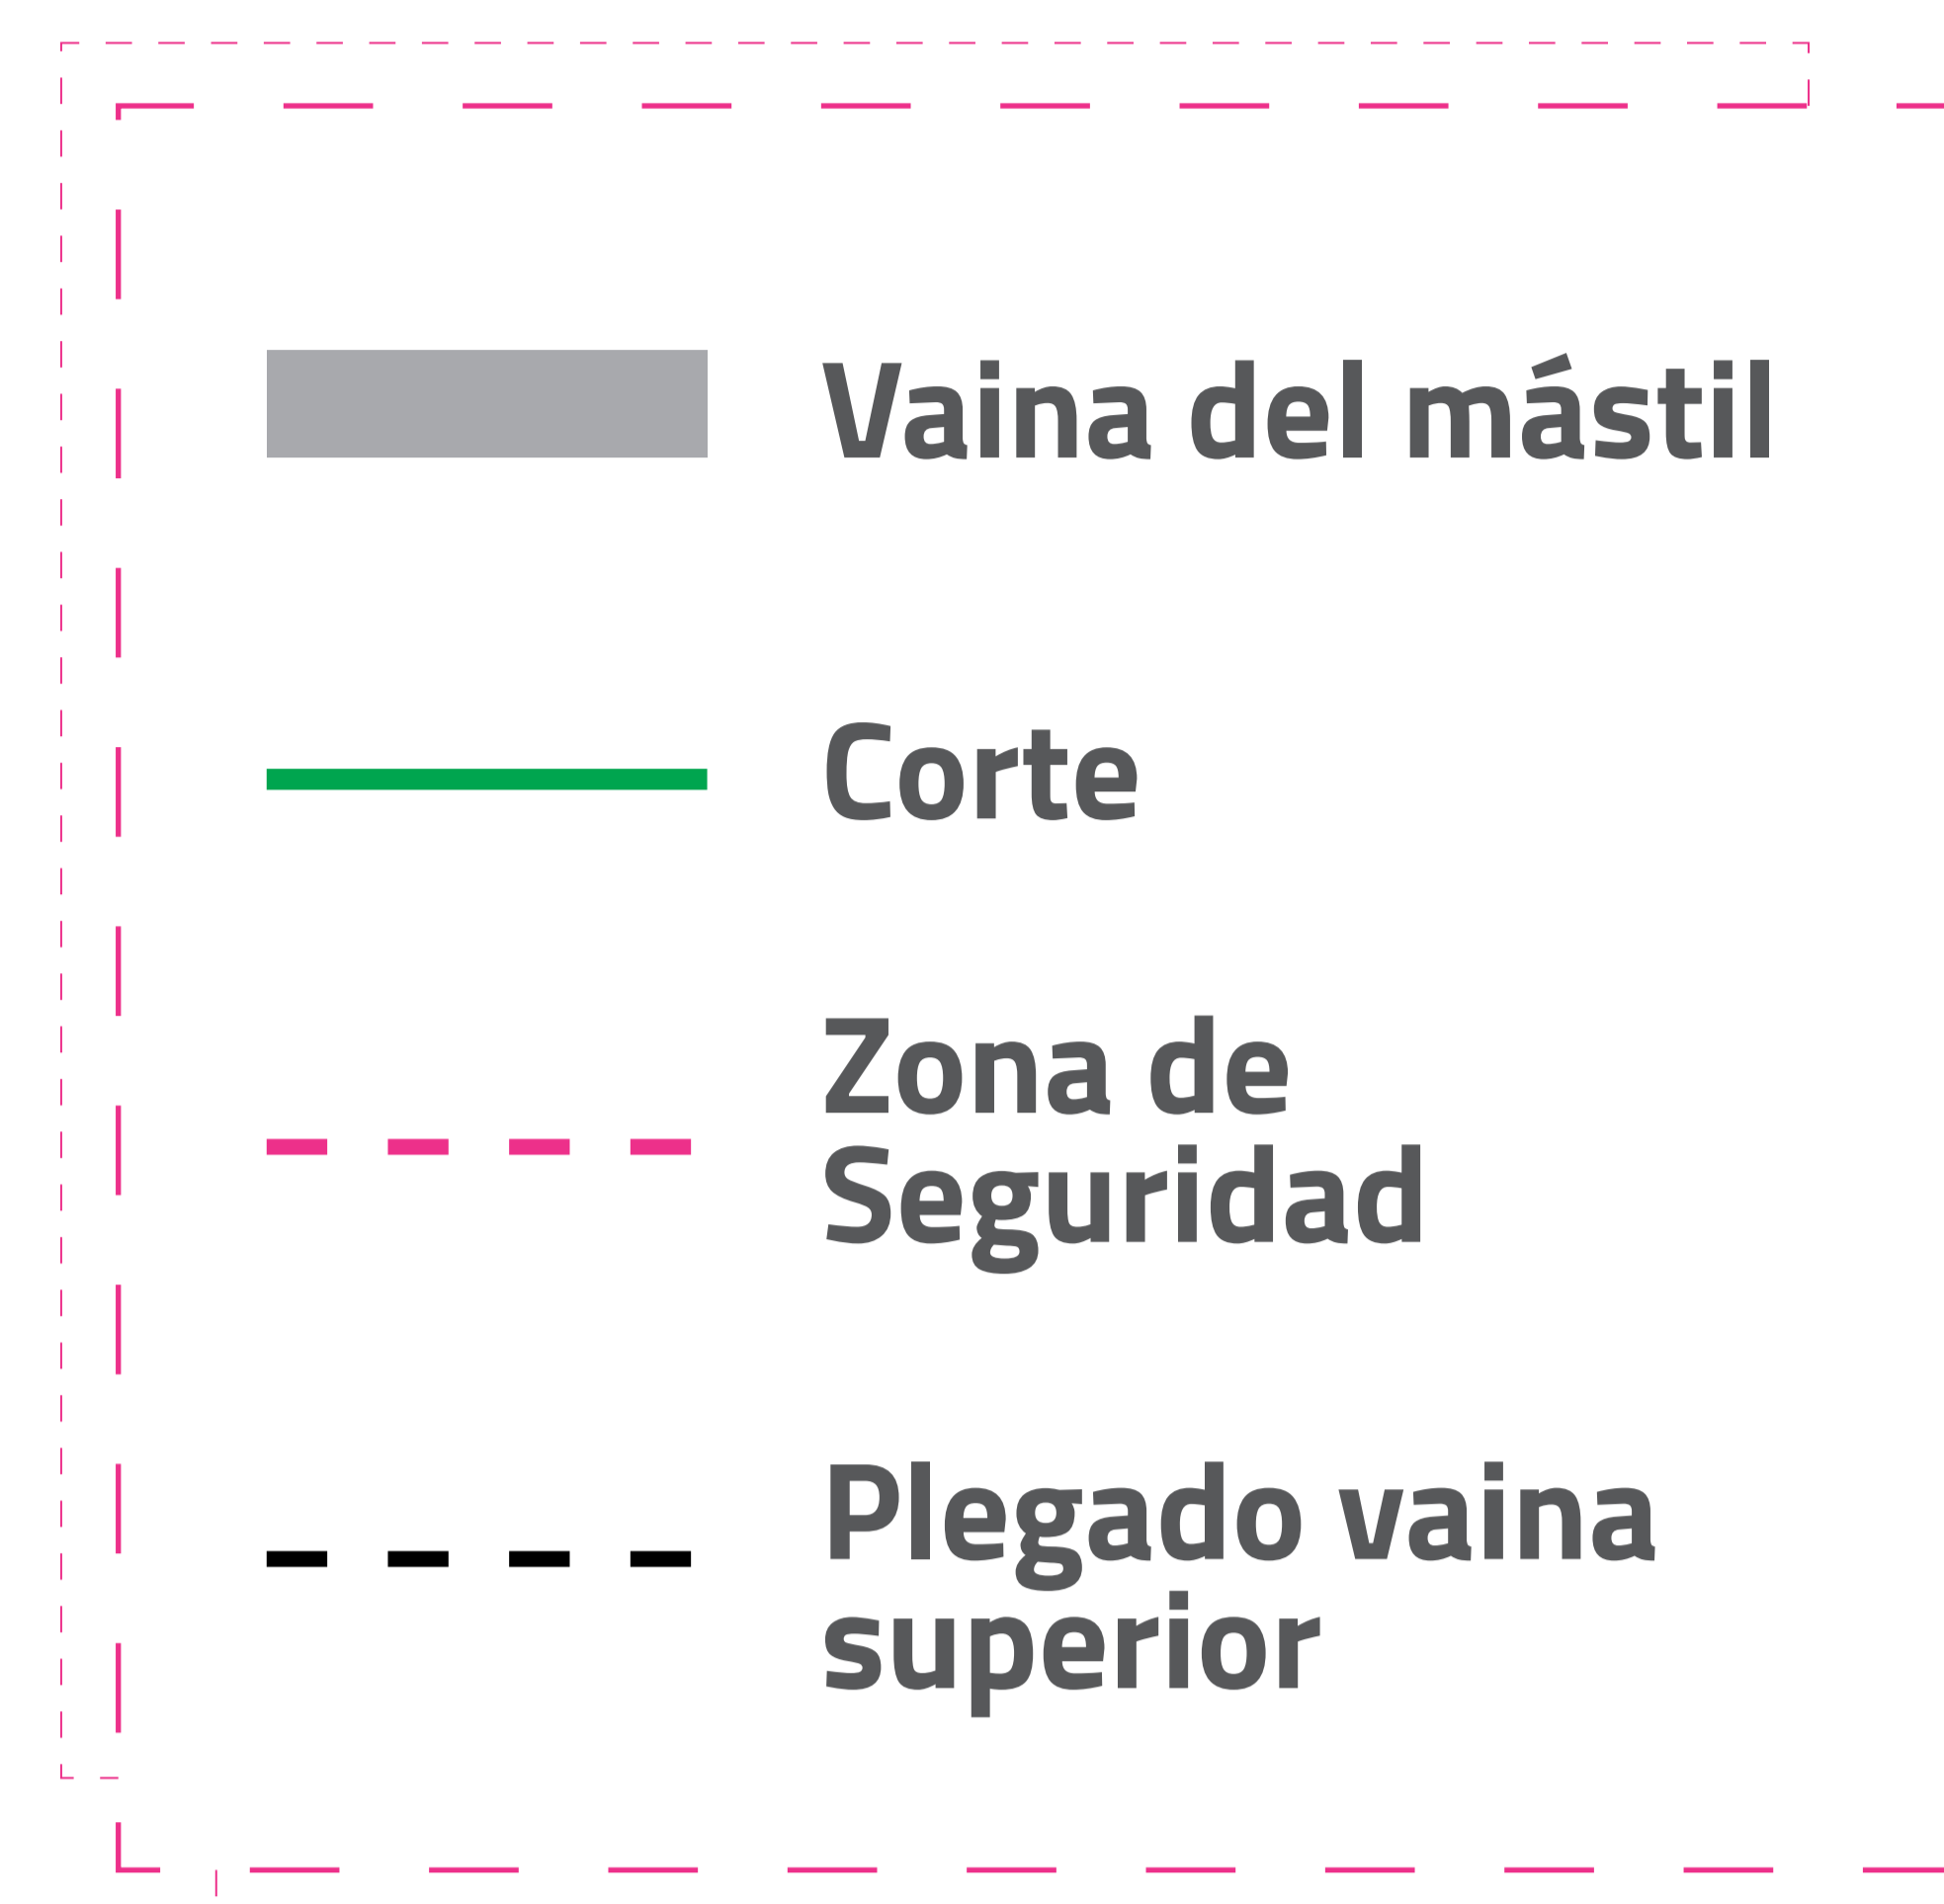 Vaina del mástil
Corte
Zona de
Seguridad
Plegado vaina
superior